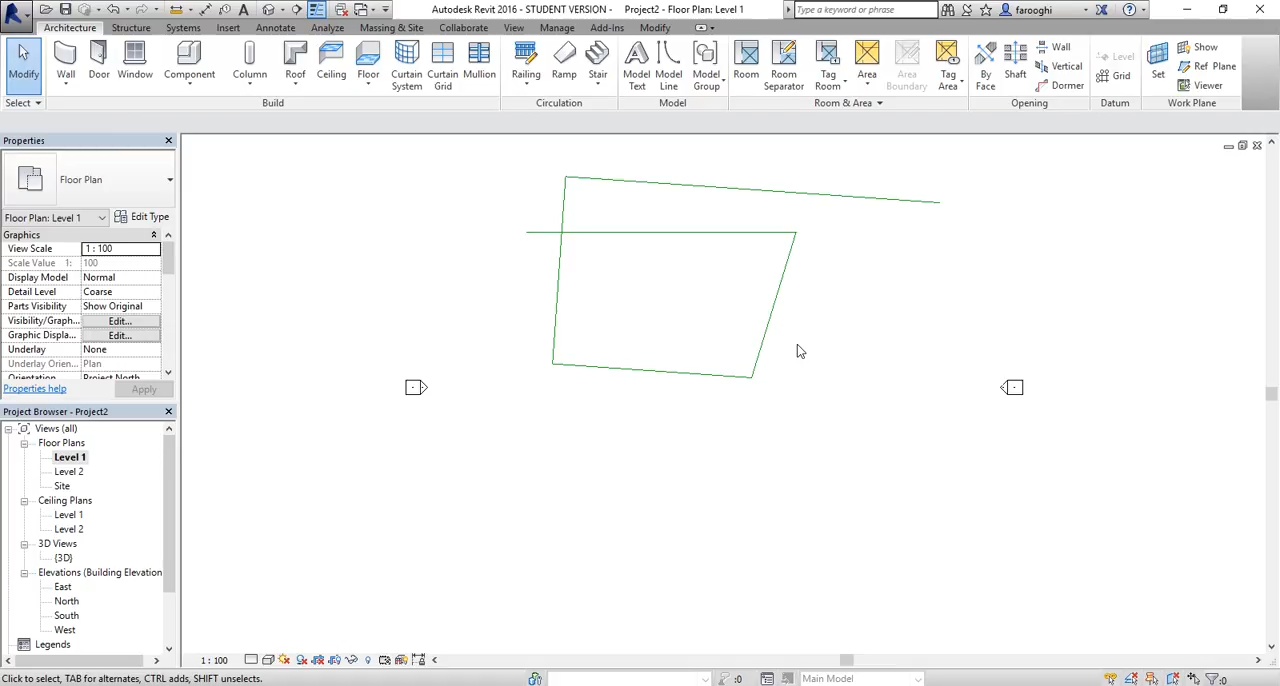 Autodesk Revit 2016 - STUDENT VERSION - Project2 - Floor Plan: Level 1
Type a keyword or phrase
farooghi
Architecture Structure Systems Insert Annotate Analyze Massing & Site Collaborate View Manage Add-Ins Modify
Modify Wall Door Window Component Column Roof Ceiling Floor Curtain System Curtain Grid Mullion Railing Ramp Stair Model Text Model Line Model Group Room Room Separator Tag Room Area Area Boundary Tag Area By Face Shaft Wall Vertical Dormer Level Grid Set Show Ref Plane Viewer
Select Build Circulation Model Room & Area Opening Datum Work Plane
Properties
Floor Plan
Floor Plan: Level 1 Edit Type
Graphics
View Scale 1 : 100
Scale Value 1: 100
Display Model Normal
Detail Level Coarse
Parts Visibility Show Original
Visibility/Graph... Edit...
Graphic Displa... Edit...
Underlay None
Underlay Orien... Plan
Orientation Project North
Properties help Apply
Project Browser - Project2
Views (all)
Floor Plans
Level 1
Level 2
Site
Ceiling Plans
Level 1
Level 2
3D Views
{3D}
Elevations (Building Elevation
East
North
South
West
Legends
1 : 100
Click to select, TAB for alternates, CTRL adds, SHIFT unselects.
:0
Main Model
:0